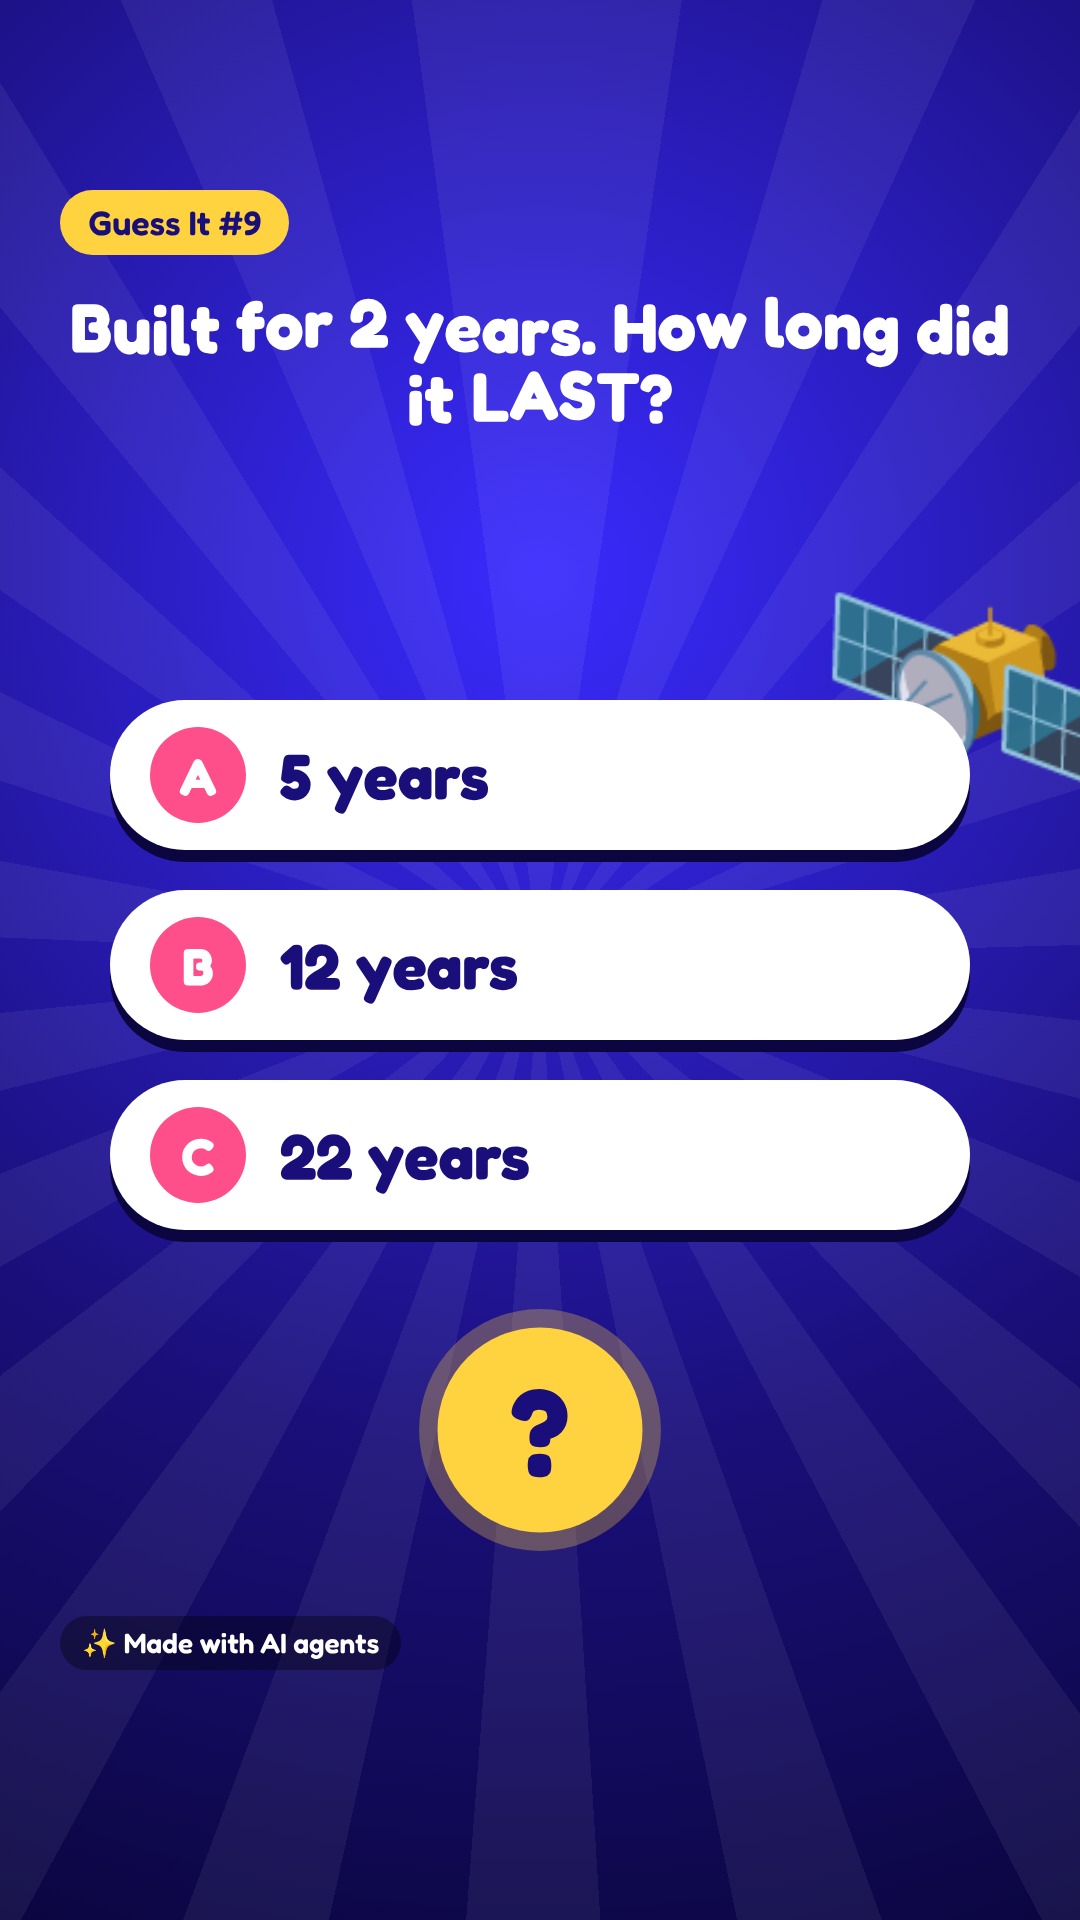 Guess It #9
Built for 2 years. How long did
it LAST?
A 5 years
B 12 years
C 22 years
?
✨ Made with AI agents